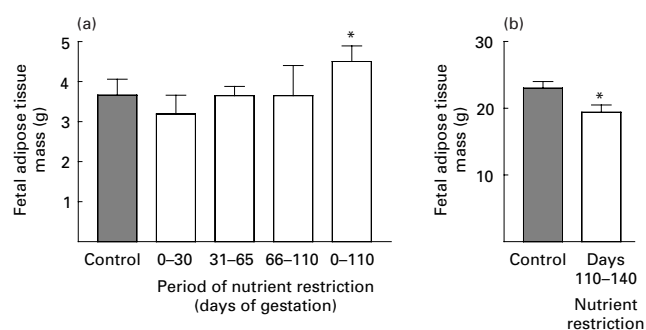 (a)
Fetal adipose tissue
mass (g)
5
4
3
2
1
*
Control 0–30 31–65 66–110 0–110
Period of nutrient restriction
(days of gestation)
(b)
Fetal adipose tissue
mass (g)
30
20
10
*
Control Days
110–140
Nutrient
restriction